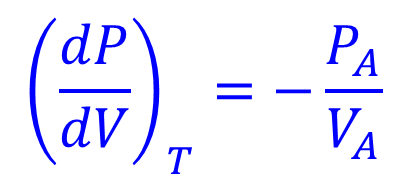 (dP/dV)_T = − P_A/V_A